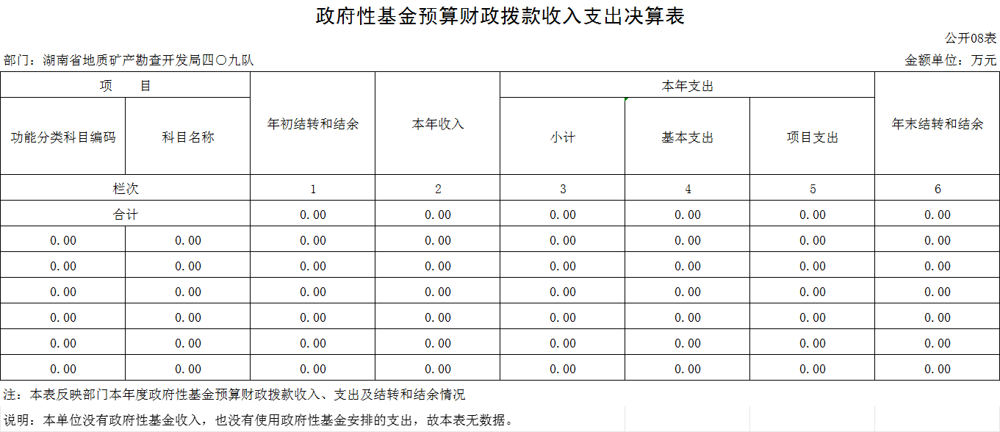 政府性基金预算财政拨款收入支出决算表
公开08表
部门：湖南省地质矿产勘查开发局四〇九队 金额单位：万元
项 目 年初结转和结余 本年收入 本年支出 年末结转和结余
功能分类科目编码 科目名称 小计 基本支出 项目支出
栏次 1 2 3 4 5 6
合计 0.00 0.00 0.00 0.00 0.00 0.00
0.00 0.00 0.00 0.00 0.00 0.00 0.00 0.00
0.00 0.00 0.00 0.00 0.00 0.00 0.00 0.00
0.00 0.00 0.00 0.00 0.00 0.00 0.00 0.00
0.00 0.00 0.00 0.00 0.00 0.00 0.00 0.00
0.00 0.00 0.00 0.00 0.00 0.00 0.00 0.00
0.00 0.00 0.00 0.00 0.00 0.00 0.00 0.00
注：本表反映部门本年度政府性基金预算财政拨款收入、支出及结转和结余情况
说明：本单位没有政府性基金收入，也没有使用政府性基金安排的支出，故本表无数据。